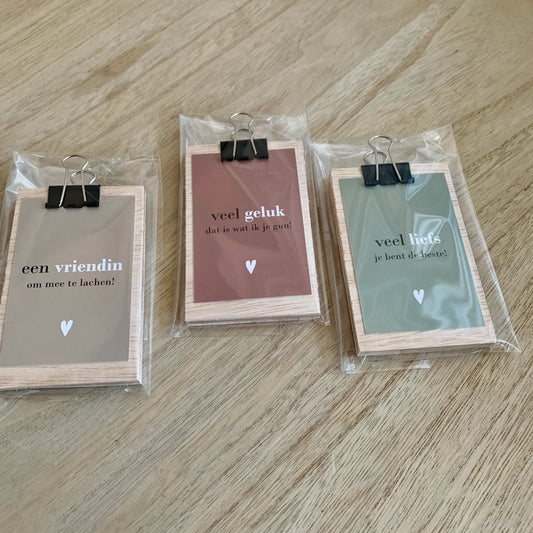 een vriendin
om mee te lachen!
veel geluk
dat is wat ik je gun!
veel liefs
je bent de beste!